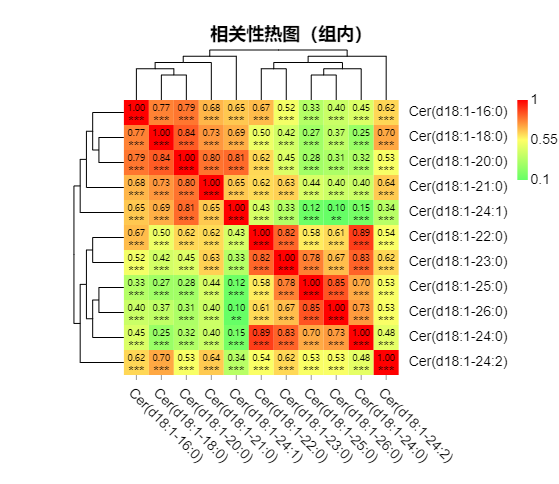 相关性热图（组内）
1.00 0.77 0.79 0.68 0.65 0.67 0.52 0.33 0.40 0.45 0.62 Cer(d18:1-16:0)
*** *** *** *** *** *** *** *** *** *** ***
0.77 1.00 0.84 0.73 0.69 0.50 0.42 0.27 0.37 0.25 0.70 Cer(d18:1-18:0)
*** *** *** *** *** *** *** *** *** *** ***
0.79 0.84 1.00 0.80 0.81 0.62 0.45 0.28 0.31 0.32 0.53 Cer(d18:1-20:0)
*** *** *** *** *** *** *** *** *** *** ***
0.68 0.73 0.80 1.00 0.65 0.62 0.63 0.44 0.40 0.40 0.64 Cer(d18:1-21:0)
*** *** *** *** *** *** *** *** *** *** ***
0.65 0.69 0.81 0.65 1.00 0.43 0.33 0.12 0.10 0.15 0.34 Cer(d18:1-24:1)
*** *** *** *** *** *** *** *** ** *** ***
0.67 0.50 0.62 0.62 0.43 1.00 0.82 0.58 0.61 0.89 0.54 Cer(d18:1-22:0)
*** *** *** *** *** *** *** *** *** *** ***
0.52 0.42 0.45 0.63 0.33 0.82 1.00 0.78 0.67 0.83 0.62 Cer(d18:1-23:0)
*** *** *** *** *** *** *** *** *** *** ***
0.33 0.27 0.28 0.44 0.12 0.58 0.78 1.00 0.85 0.70 0.53 Cer(d18:1-25:0)
*** *** *** *** *** *** *** *** *** *** ***
0.40 0.37 0.31 0.40 0.10 0.61 0.67 0.85 1.00 0.73 0.53 Cer(d18:1-26:0)
*** *** *** *** ** *** *** *** *** *** ***
0.45 0.25 0.32 0.40 0.15 0.89 0.83 0.70 0.73 1.00 0.48 Cer(d18:1-24:0)
*** *** *** *** *** *** *** *** *** *** ***
0.62 0.70 0.53 0.64 0.34 0.54 0.62 0.53 0.53 0.48 1.00 Cer(d18:1-24:2)
*** *** *** *** *** *** *** *** *** *** ***
Cer(d18:1-16:0)
Cer(d18:1-18:0)
Cer(d18:1-20:0)
Cer(d18:1-21:0)
Cer(d18:1-24:1)
Cer(d18:1-22:0)
Cer(d18:1-23:0)
Cer(d18:1-25:0)
Cer(d18:1-26:0)
Cer(d18:1-24:0)
Cer(d18:1-24:2)
1
0.55
0.1